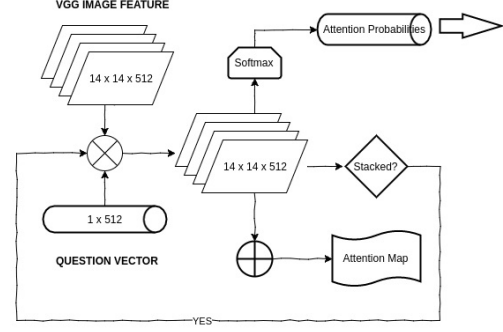 VGG IMAGE FEATURE
Attention Probabilities
Softmax
14 x 14 x 512
14 x 14 x 512
Stacked?
1 x 512
QUESTION VECTOR
Attention Map
YES